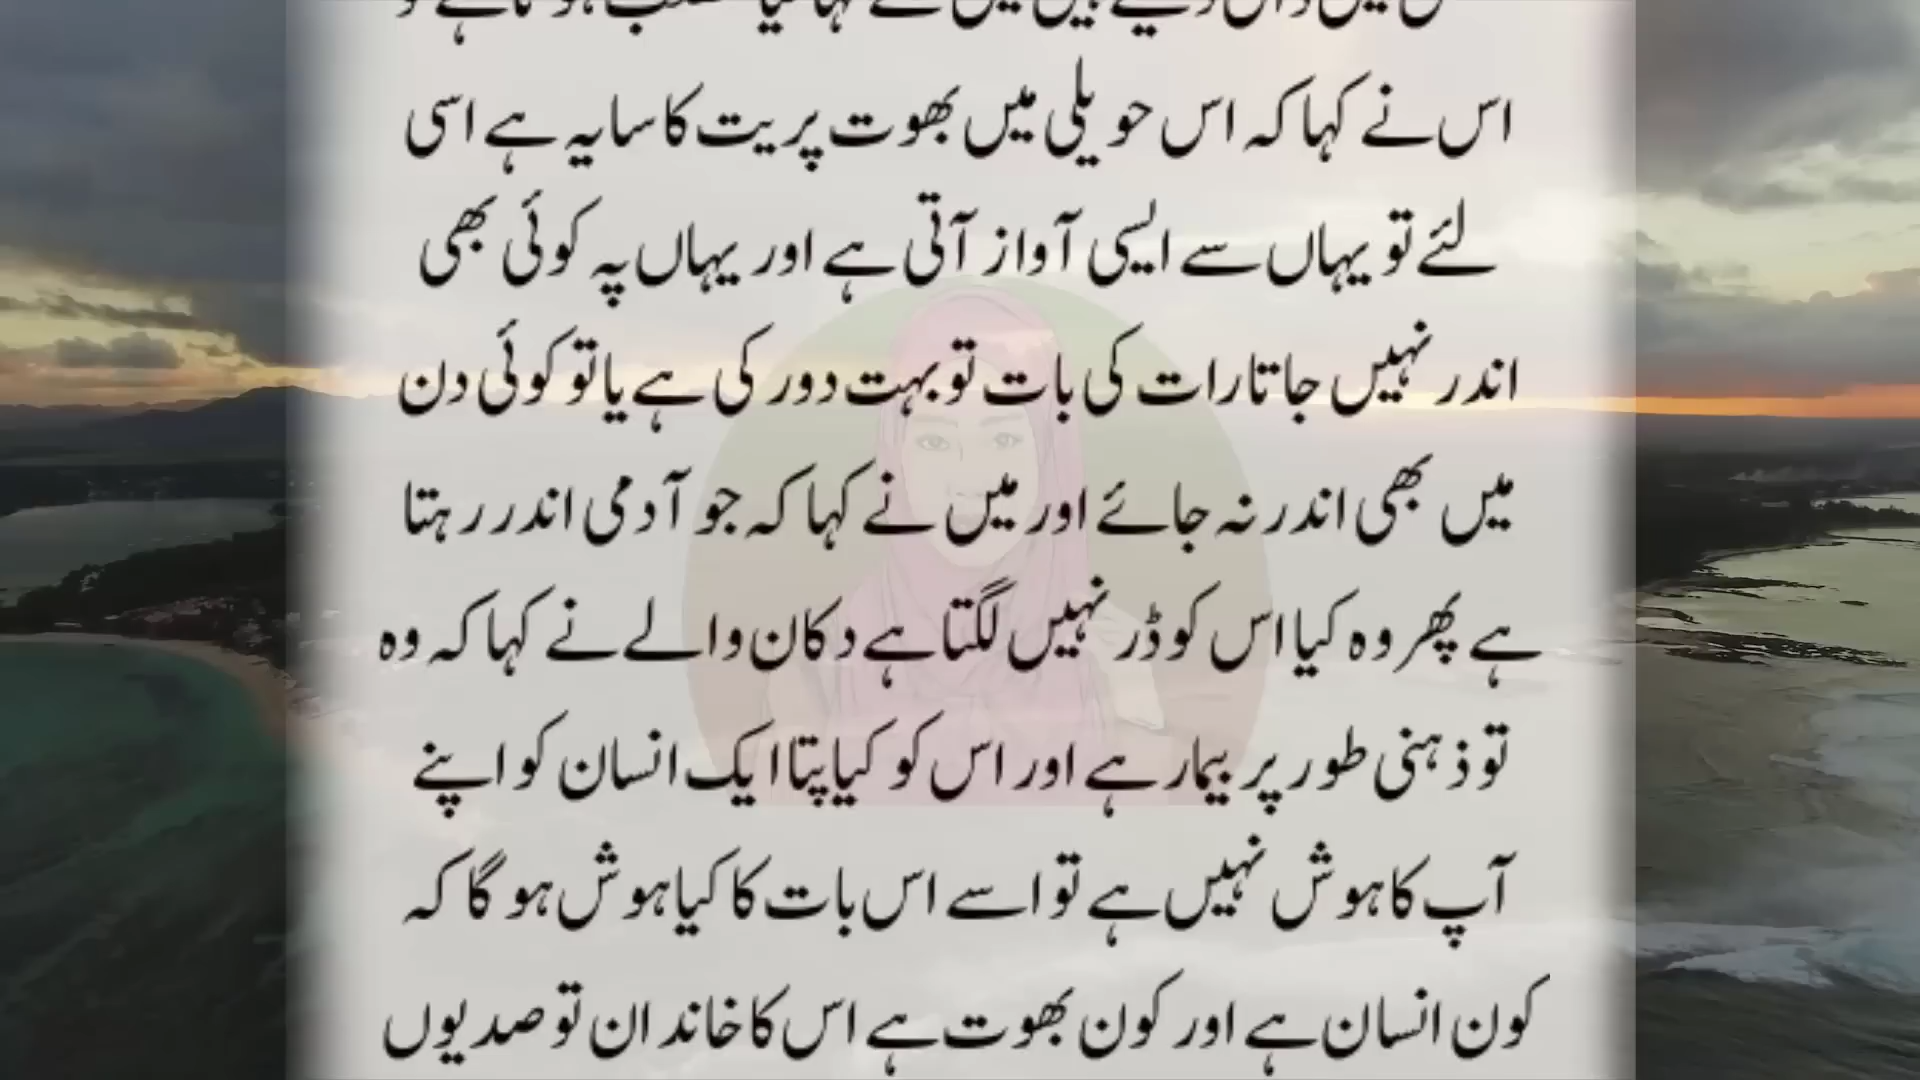 اس نے کہا کہ اس حویلی میں بھوت پریت کا سایہ ہے اسی
لئے تو یہاں سے ایسی آواز آتی ہے اور یہاں پہ کوئی بھی
اندر نہیں جاتا رات کی بات تو بہت دور کی ہے یا تو کوئی دن
میں بھی اندر نہ جائے اور میں نے کہا کہ جو آدمی اندر رہتا
ہے پھر وہ کیا اس کو ڈر نہیں لگتا ہے دکان والے نے کہا کہ وہ
تو ذہنی طور پر بیمار ہے اور اس کو کیا پتا ایک انسان کو اپنے
آپ کا ہوش نہیں ہے تو اسے اس بات کا کیا ہوش ہو گا کہ
کون انسان ہے اور کون بھوت ہے اس کا خاندان تو صدیوں